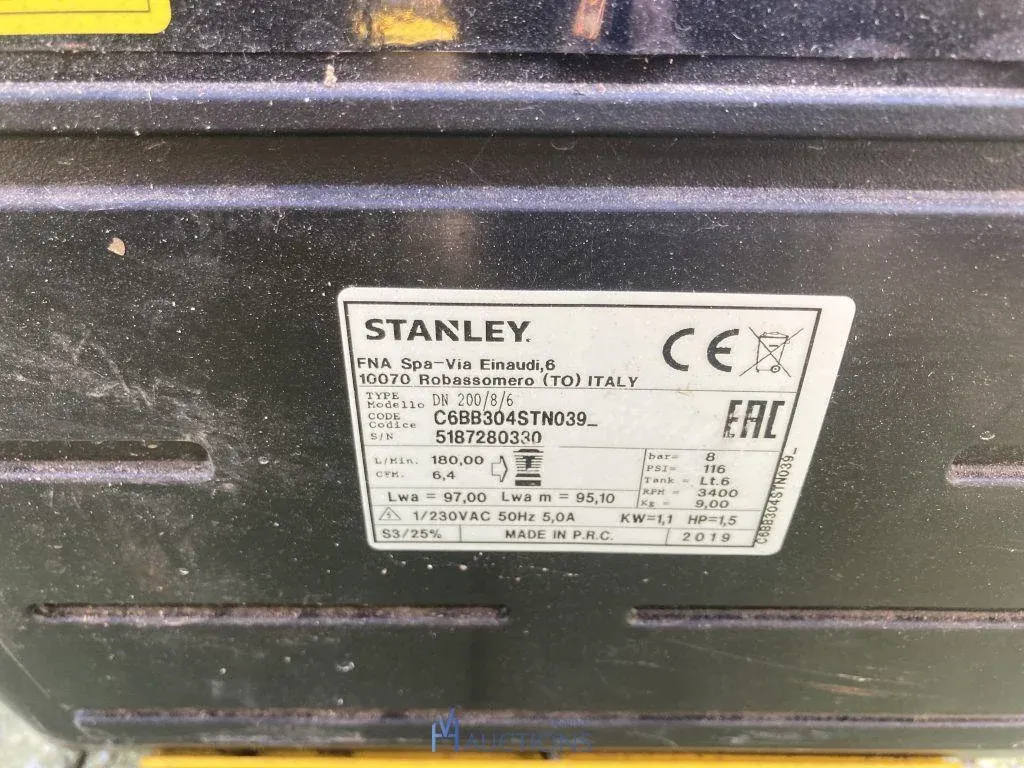 STANLEY.
CE
FNA Spa-Via Einaudi,6
10070 Robassomero (TO) ITALY
TYPE
Modello DN 200/8/6
CODE
Codice C6BB304STN039_
S/N 5187280330
EAC
L/Min. 180,00
CFM. 6,4
bar= 8
PSI= 116
Tank = Lt.6
RPM = 3400
Kg = 9,00
Lwa = 97,00 Lwa m = 95,10
1/230VAC 50Hz 5,0A KW=1,1 HP=1,5
S3/25% MADE IN P.R.C. 2019
C6BB304STN039_
AUCTIONS